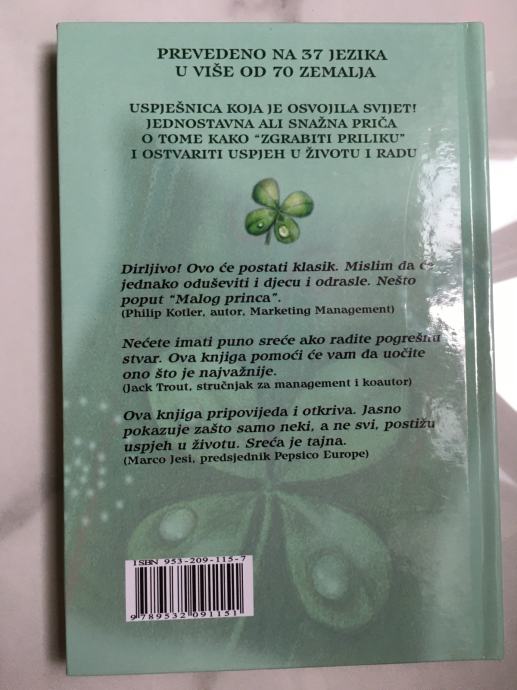 PREVEDENO NA 37 JEZIKA
U VIŠE OD 70 ZEMALJA
USPJEŠNICA KOJA JE OSVOJILA SVIJET!
JEDNOSTAVNA ALI SNAŽNA PRIČA
O TOME KAKO "ZGRABITI PRILIKU"
I OSTVARITI USPJEH U ŽIVOTU I RADU
Dirljivo! Ovo će postati klasik. Mislim da će
jednako oduševiti i djecu i odrasle. Nešto
poput "Malog princa".
(Philip Kotler, autor, Marketing Management)
Nećete imati puno sreće ako radite pogrešnu
stvar. Ova knjiga pomoći će vam da uočite
ono što je najvažnije.
(Jack Trout, stručnjak za management i koautor)
Ova knjiga pripovijeda i otkriva. Jasno
pokazuje zašto samo neki, a ne svi, postižu
uspjeh u životu. Sreća je tajna.
(Marco Jesi, predsjednik Pepsico Europe)
ISBN 953-209-115-7
9 789532 091151